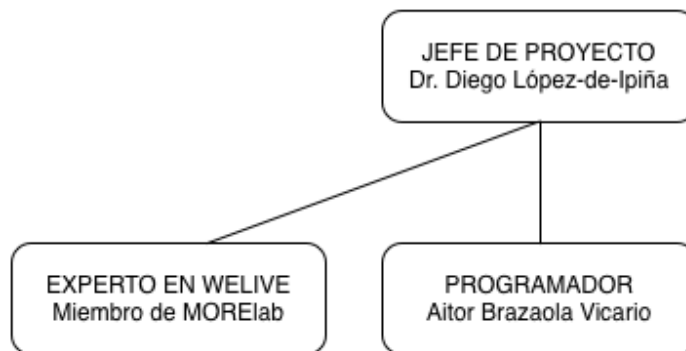 JEFE DE PROYECTO
Dr. Diego López-de-Ipiña
EXPERTO EN WELIVE
Miembro de MORElab
PROGRAMADOR
Aitor Brazaola Vicario